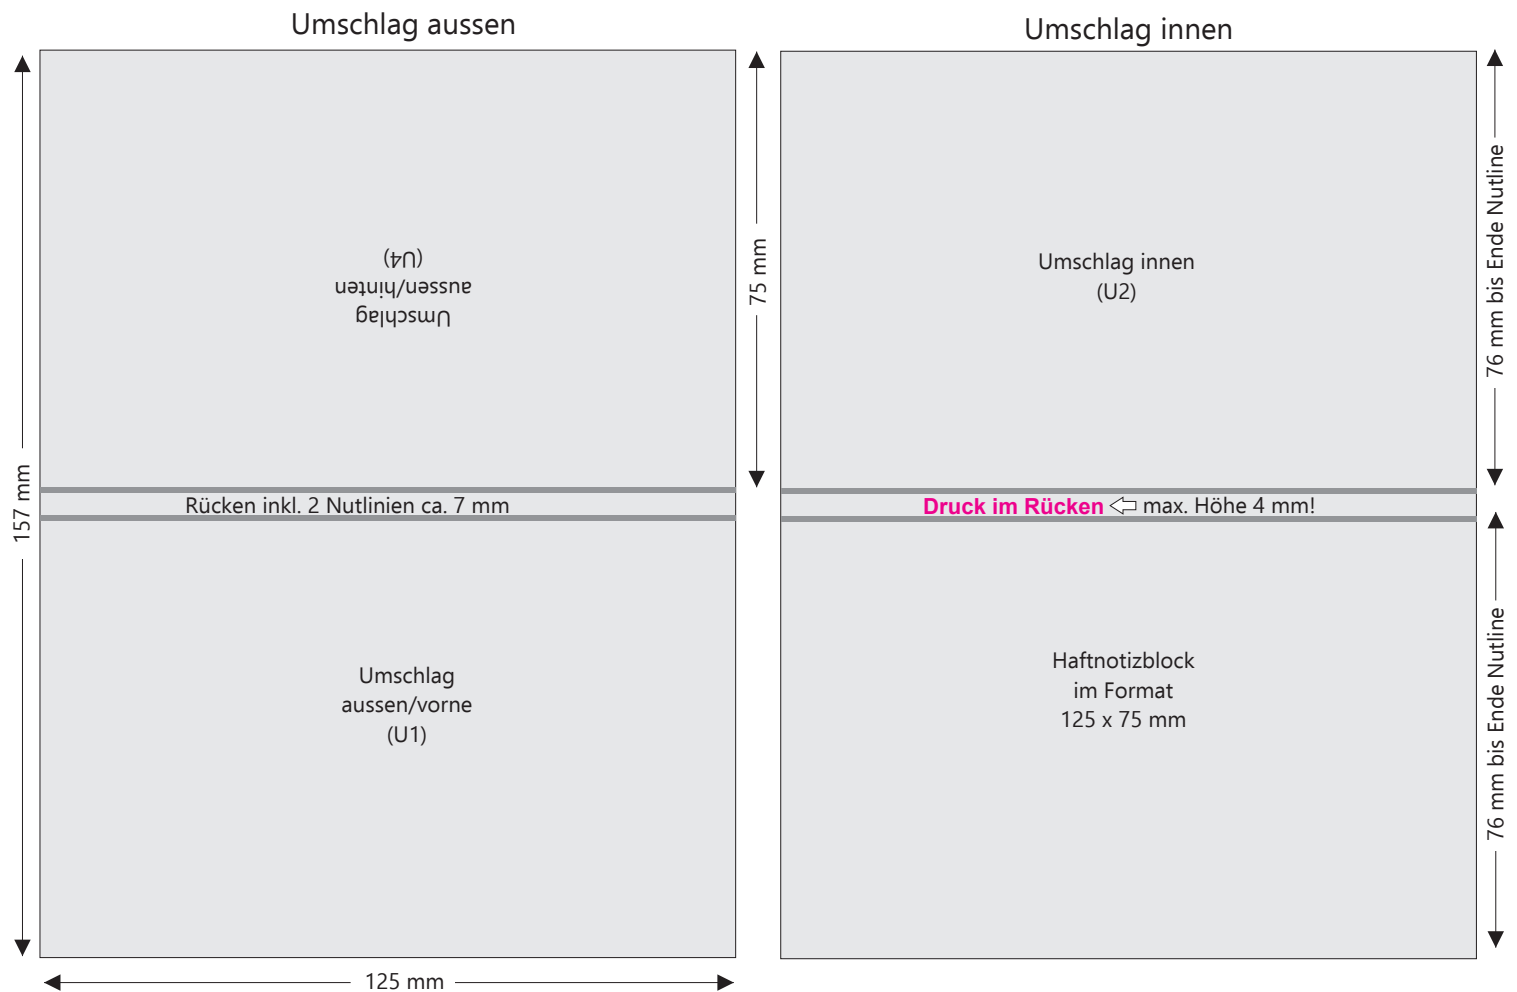 Umschlag aussen
Umschlag
aussen/hinten
(U4)
157 mm
75 mm
Rücken inkl. 2 Nutlinien ca. 7 mm
Umschlag
aussen/vorne
(U1)
125 mm
Umschlag innen
Umschlag innen
(U2)
76 mm bis Ende Nutline
Druck im Rücken max. Höhe 4 mm!
Haftnotizblock
im Format
125 x 75 mm
76 mm bis Ende Nutline